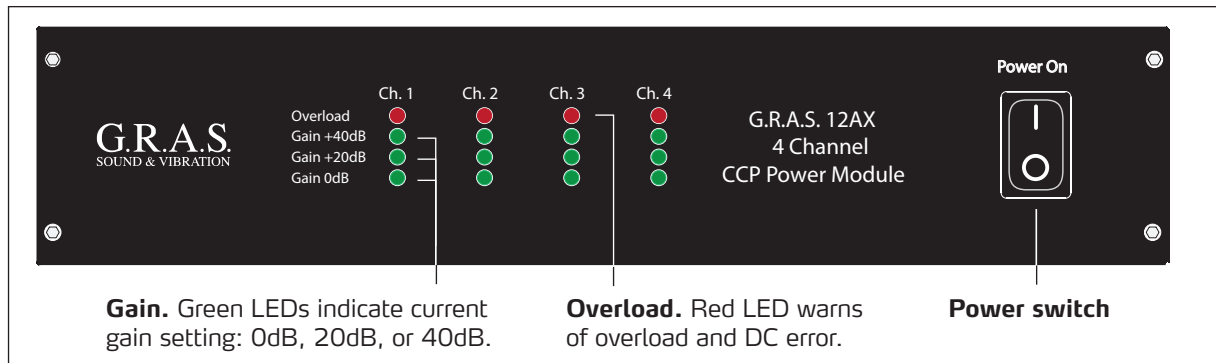 Power On
Ch. 1 Ch. 2 Ch. 3 Ch. 4
Overload
Gain +40dB
Gain +20dB
Gain 0dB
G.R.A.S.
SOUND & VIBRATION
G.R.A.S. 12AX
4 Channel
CCP Power Module
Gain. Green LEDs indicate current
gain setting: 0dB, 20dB, or 40dB.
Overload. Red LED warns
of overload and DC error.
Power switch